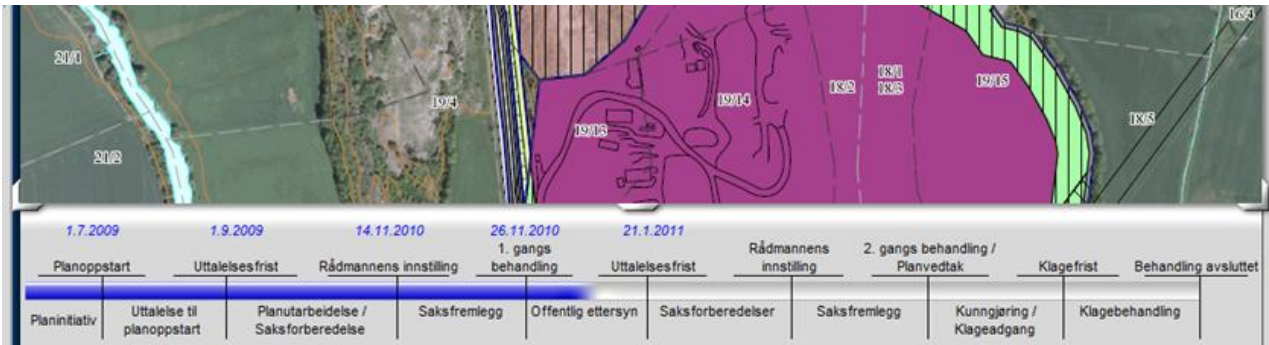 16/4
21/1
18/1
19/15
18/2
18/3
19/4
19/14
18/5
19/13
21/2
1.7.2009
1.9.2009
14.11.2010
26.11.2010
21.1.2011
Planoppstart
Uttalelsesfrist
Rådmannens innstilling
1. gangs
behandling
Uttalelsesfrist
Rådmannens
innstilling
2. gangs behandling /
Planvedtak
Klagefrist
Behandling avsluttet
Planinitiativ
Uttalelse til
planoppstart
Planutarbeidelse /
Saksforberedelse
Saksfremlegg
Offentlig ettersyn
Saksforberedelser
Saksfremlegg
Kunngjøring /
Klageadgang
Klagebehandling